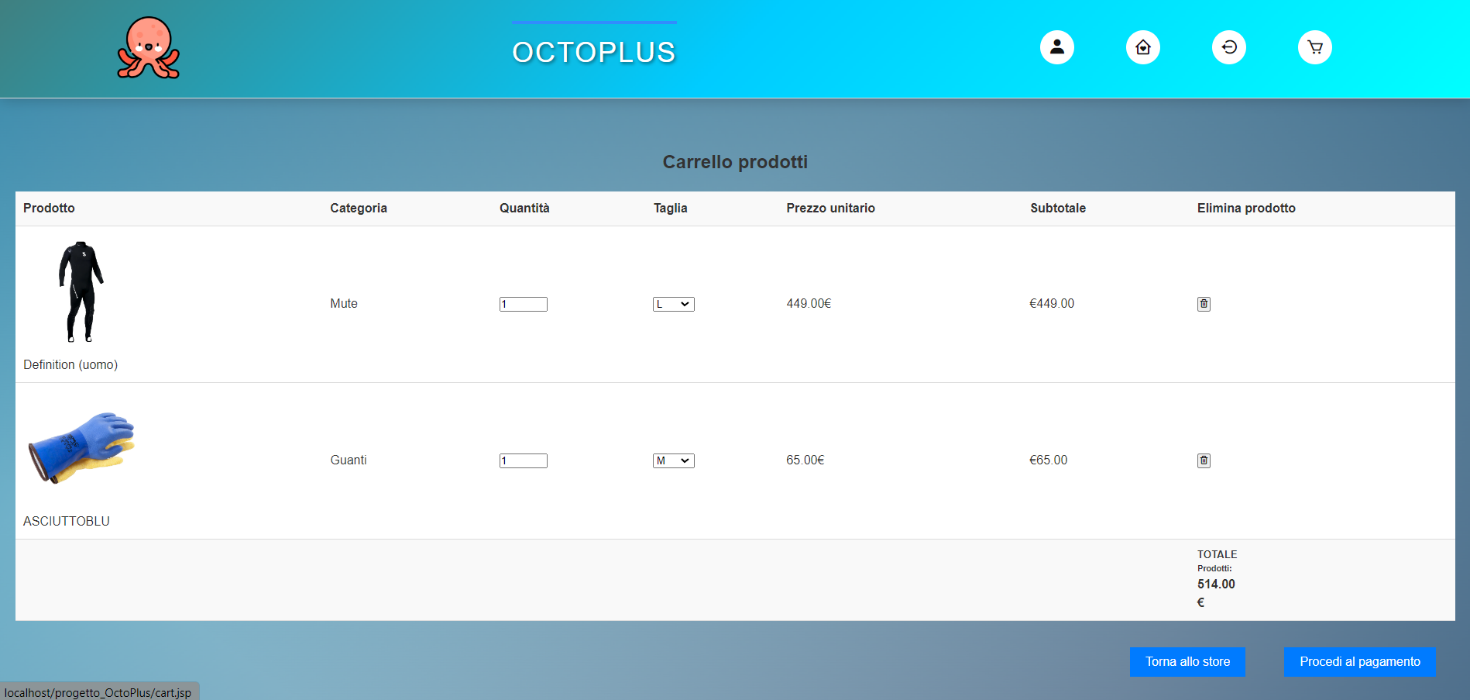 OCTOPLUS
Carrello prodotti
Prodotto Categoria Quantità Taglia Prezzo unitario Subtotale Elimina prodotto
Mute 1 L 449.00€ €449.00
Definition (uomo)
Guanti 1 M 65.00€ €65.00
ASCIUTTOBLU
TOTALE
Prodotti:
514.00
€
Torna allo store Procedi al pagamento
localhost/progetto_OctoPlus/cart.jsp